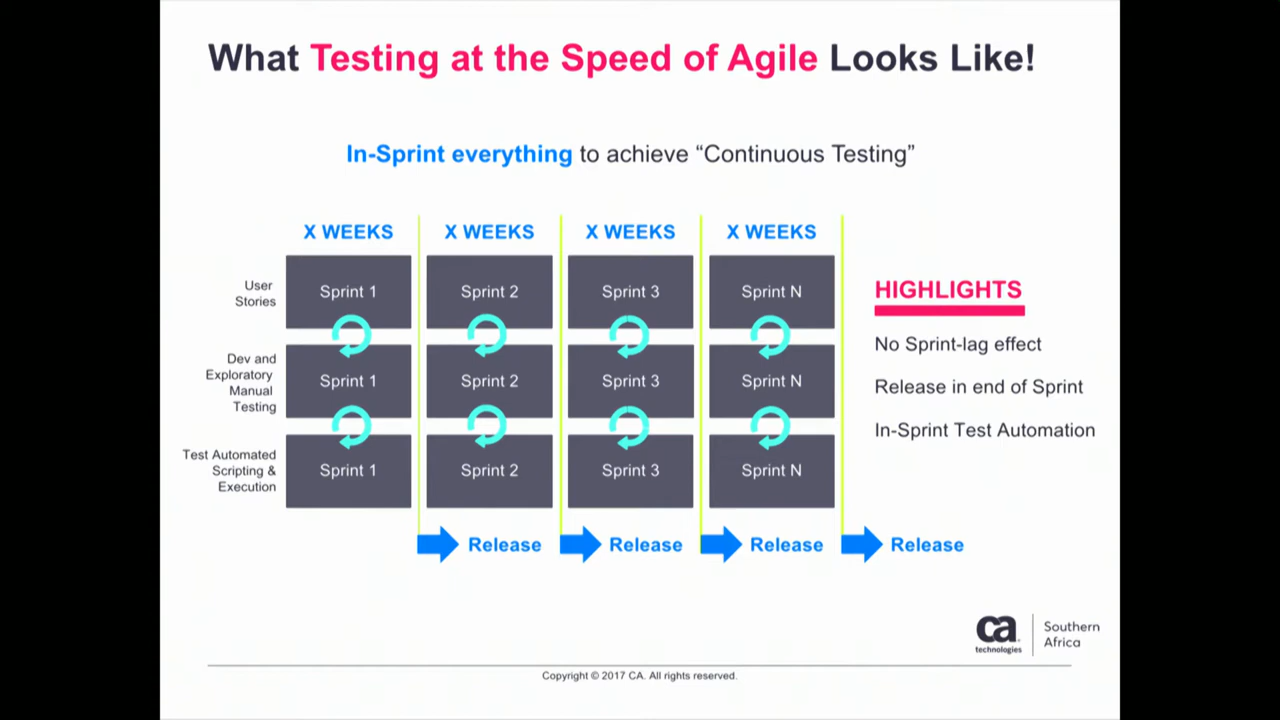 What Testing at the Speed of Agile Looks Like!
In-Sprint everything to achieve “Continuous Testing”
X WEEKS X WEEKS X WEEKS X WEEKS
User
Stories
Sprint 1 Sprint 2 Sprint 3 Sprint N
Dev and
Exploratory
Manual
Testing
Sprint 1 Sprint 2 Sprint 3 Sprint N
Test Automated
Scripting &
Execution
Sprint 1 Sprint 2 Sprint 3 Sprint N
Release Release Release Release
HIGHLIGHTS
No Sprint-lag effect
Release in end of Sprint
In-Sprint Test Automation
ca
technologies
Southern
Africa
Copyright © 2017 CA. All rights reserved.